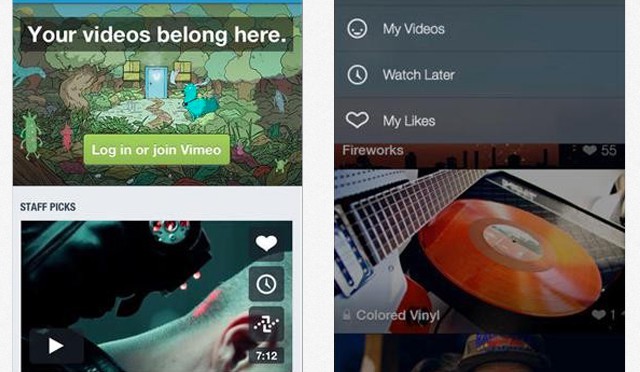 Your videos belong here.
Log in or join Vimeo
STAFF PICKS
7:12
My Videos
Watch Later
My Likes
Fireworks
55
Colored Vinyl
1